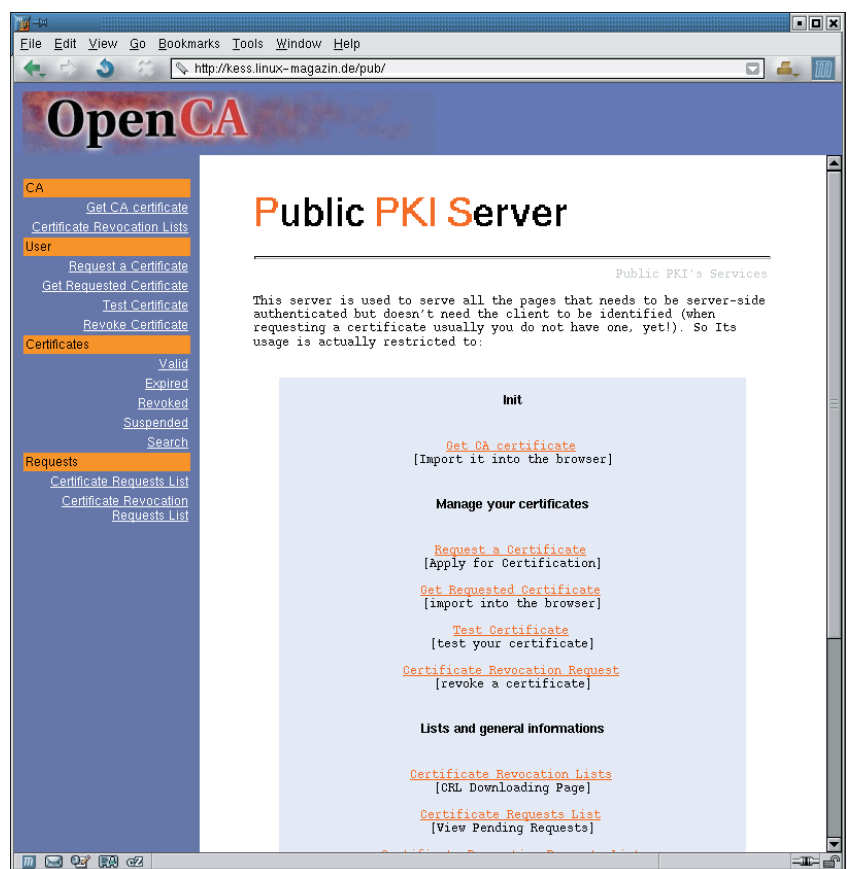 File Edit View Go Bookmarks Tools Window Help
http://kess.linux-magazin.de/pub/
OpenCA
CA
Get CA certificate
Certificate Revocation Lists
User
Request a Certificate
Get Requested Certificate
Test Certificate
Revoke Certificate
Certificates
Valid
Expired
Revoked
Suspended
Search
Requests
Certificate Requests List
Certificate Revocation
Requests List
Public PKI Server
Public PKI's Services
This server is used to serve all the pages that needs to be server-side
authenticated but doesn't need the client to be identified (when
requesting a certificate usually you do not have one, yet!). So Its
usage is actually restricted to:
Init
Get CA certificate
[Import it into the browser]
Manage your certificates
Request a Certificate
[Apply for Certification]
Get Requested Certificate
[import into the browser]
Test Certificate
[test your certificate]
Certificate Revocation Request
[revoke a certificate]
Lists and general informations
Certificate Revocation Lists
[CRL Downloading Page]
Certificate Requests List
[View Pending Requests]